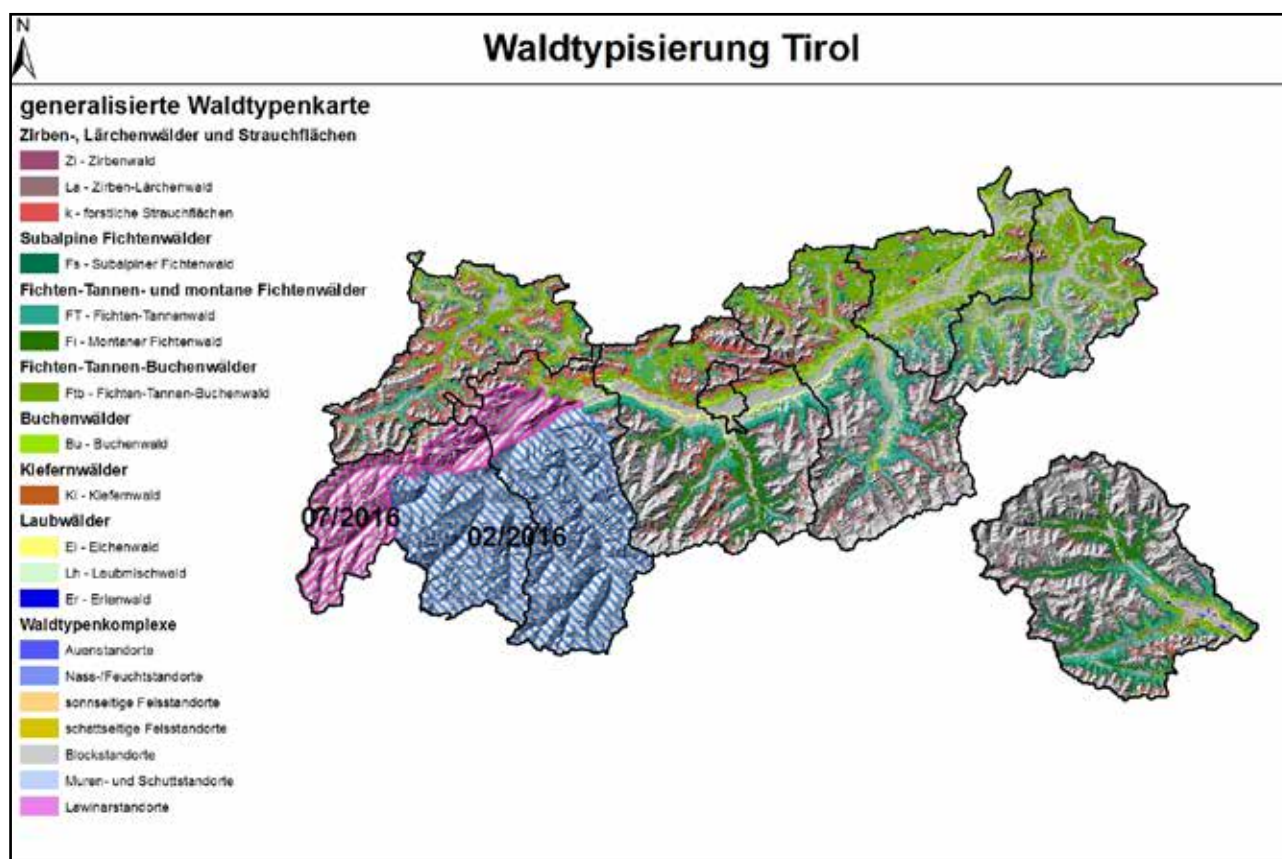 N
Waldtypisierung Tirol
generalisierte Waldtypenkarte
Zirben-, Lärchenwälder und Strauchflächen
Zi - Zirbenwald
La - Zirben-Lärchenwald
k - forstliche Strauchflächen
Subalpine Fichtenwälder
Fs - Subalpiner Fichtenwald
Fichten-Tannen- und montane Fichtenwälder
FT - Fichten-Tannenwald
Fi - Montaner Fichtenwald
Fichten-Tannen-Buchenwälder
Ftb - Fichten-Tannen-Buchenwald
Buchenwälder
Bu - Buchenwald
Kiefernwälder
Ki - Kiefernwald
Laubwälder
Ei - Eichenwald
Lh - Laubmischwald
Er - Erlenwald
Waldtypenkomplexe
Auenstandorte
Nass-/Feuchtstandorte
sonnseitige Felsstandorte
schattseitige Felsstandorte
Blockstandorte
Muren- und Schuttstandorte
Lawinarstandorte
07/2016
02/2016